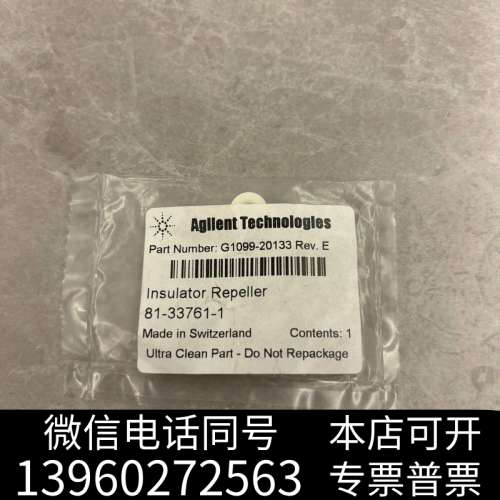 Agilent Technologies
Part Number: G1099-20133 Rev. E
Insulator Repeller
81-33761-1
Made in Switzerland Contents: 1
Ultra Clean Part - Do Not Repackage
微信电话同号 本店可开
13960272563 专票普票